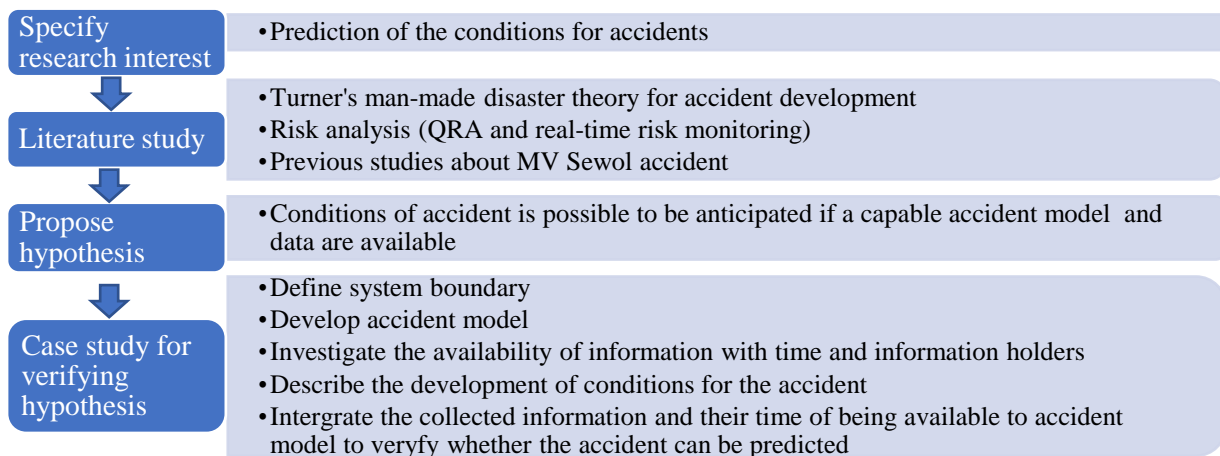 Specify
research interest
•Prediction of the conditions for accidents
Literature study
•Turner's man-made disaster theory for accident development
•Risk analysis (QRA and real-time risk monitoring)
•Previous studies about MV Sewol accident
Propose
hypothesis
•Conditions of accident is possible to be anticipated if a capable accident model and
data are available
Case study for
verifying
hypothesis
•Define system boundary
•Develop accident model
•Investigate the availability of information with time and information holders
•Describe the development of conditions for the accident
•Intergrate the collected information and their time of being available to accident
model to veryfy whether the accident can be predicted